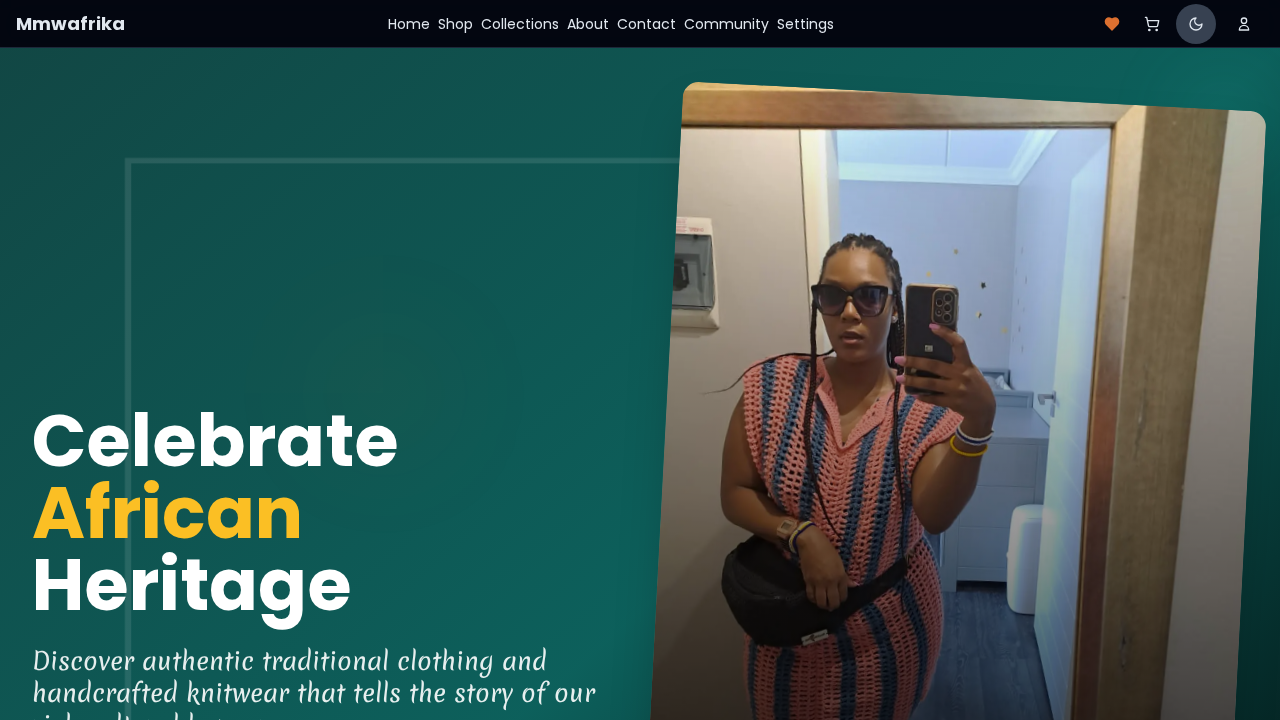 Mmwafrika
Home Shop Collections About Contact Community Settings
Celebrate
African
Heritage
Discover authentic traditional clothing and
handcrafted knitwear that tells the story of our